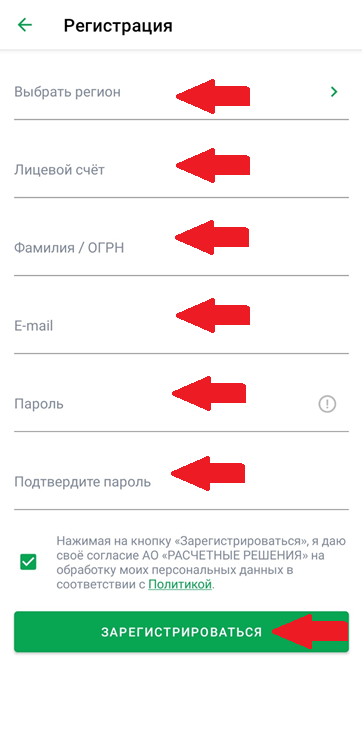 Регистрация
Выбрать регион
Лицевой счёт
Фамилия / ОГРН
E-mail
Пароль
Подтвердите пароль
Нажимая на кнопку «Зарегистрироваться», я даю
своё согласие АО «РАСЧЕТНЫЕ РЕШЕНИЯ» на
обработку моих персональных данных в
соответствии с Политикой.
ЗАРЕГИСТРИРОВАТЬСЯ